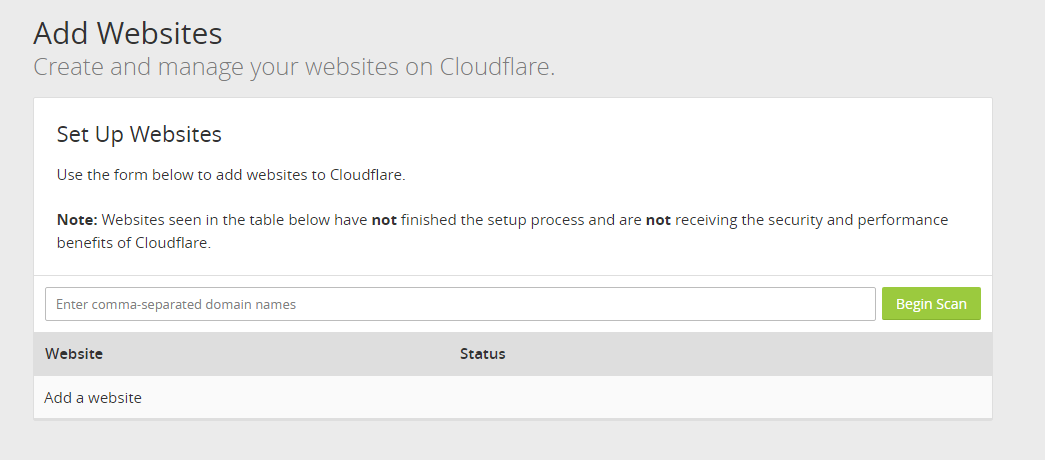 Add Websites
Create and manage your websites on Cloudflare.
Set Up Websites
Use the form below to add websites to Cloudflare.
Note: Websites seen in the table below have not finished the setup process and are not receiving the security and performance
benefits of Cloudflare.
Enter comma-separated domain names Begin Scan
Website Status
Add a website